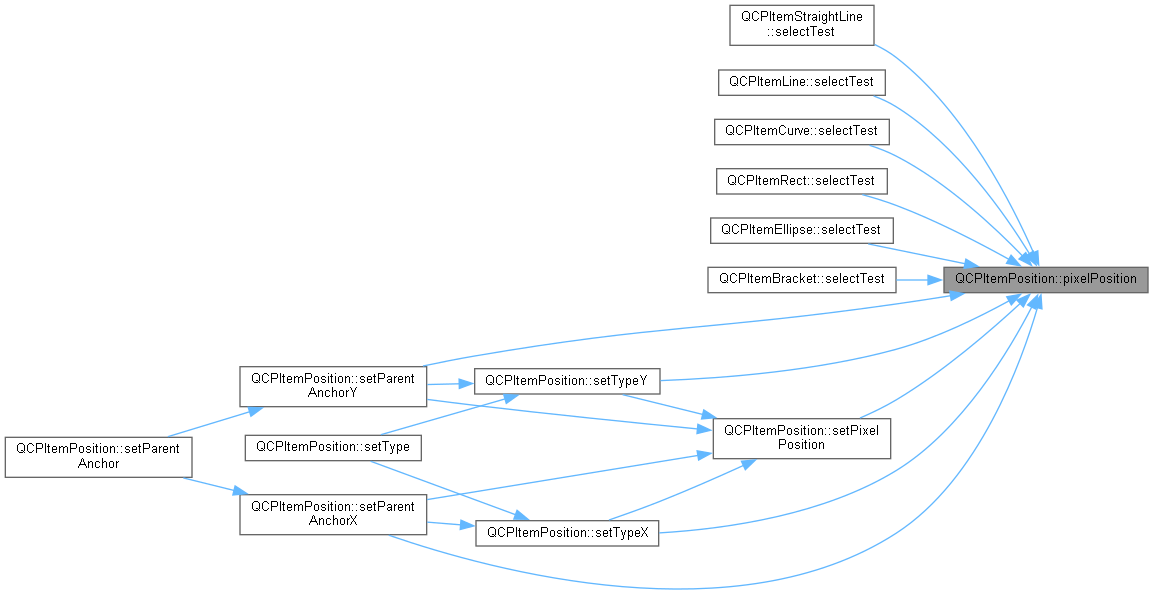 QCPItemStraightLine
::selectTest
QCPItemLine::selectTest
QCPItemCurve::selectTest
QCPItemRect::selectTest
QCPItemEllipse::selectTest
QCPItemBracket::selectTest
QCPItemPosition::pixelPosition
QCPItemPosition::setParent
AnchorY
QCPItemPosition::setTypeY
QCPItemPosition::setPixel
Position
QCPItemPosition::setType
QCPItemPosition::setParent
Anchor
QCPItemPosition::setParent
AnchorX
QCPItemPosition::setTypeX